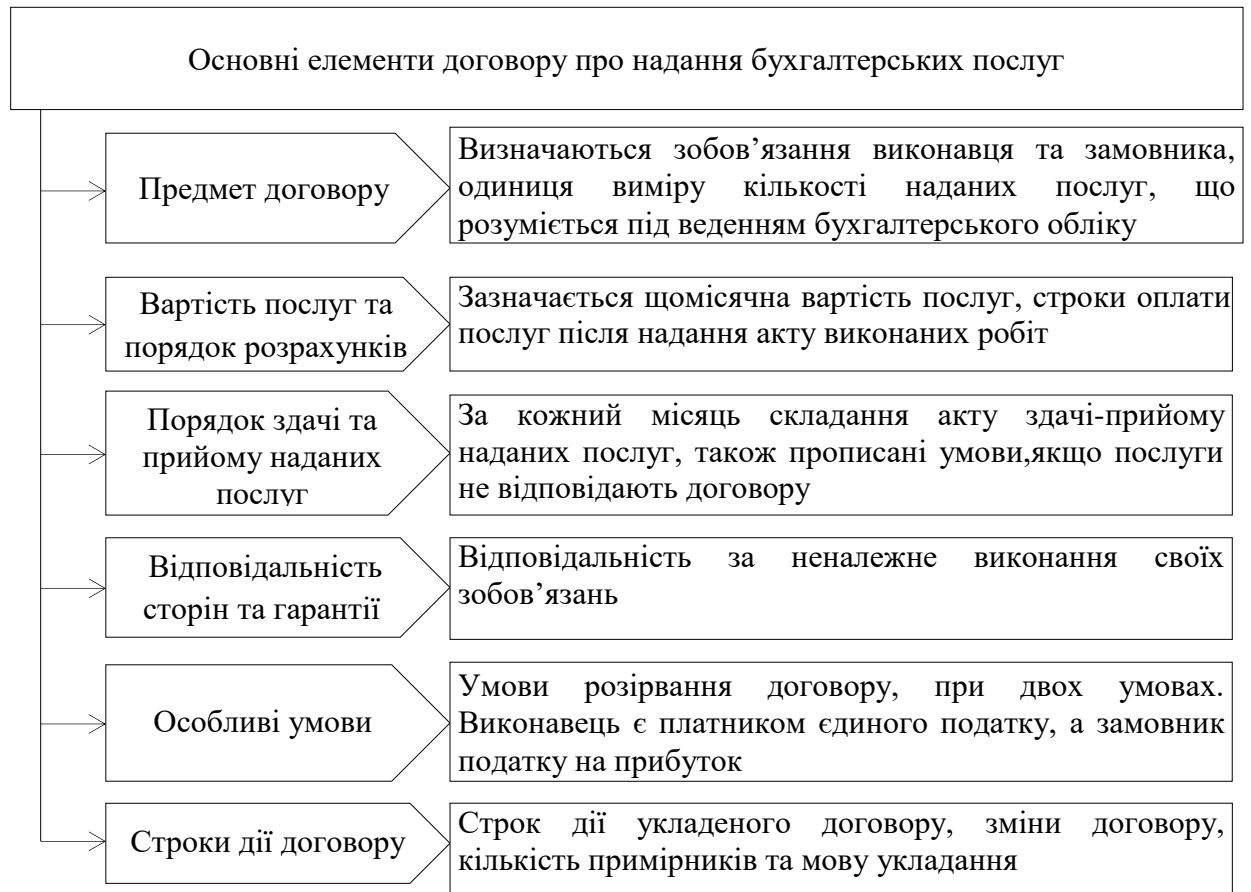 Основні елементи договору про надання бухгалтерських послуг
Предмет договору
Визначаються зобов’язання виконавця та замовника,
одиниця виміру кількості наданих послуг, що
розуміється під веденням бухгалтерського обліку
Вартість послуг та
порядок розрахунків
Зазначається щомісячна вартість послуг, строки оплати
послуг після надання акту виконаних робіт
Порядок здачі та
прийому наданих
послуг
За кожний місяць складання акту здачі-прийому
наданих послуг, також прописані умови,якщо послуги
не відповідають договору
Відповідальність
сторін та гарантії
Відповідальність за неналежне виконання своїх
зобов’язань
Особливі умови
Умови розірвання договору, при двох умовах.
Виконавець є платником єдиного податку, а замовник
податку на прибуток
Строки дії договору
Строк дії укладеного договору, зміни договору,
кількість примірників та мову укладання